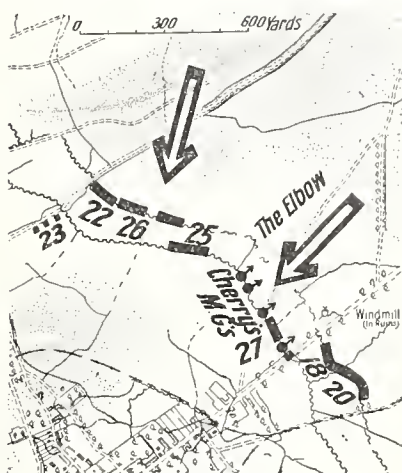 0 300 600 Yards
The Elbow
22 26 25
23
Cherry's
M.G's
27
Windmill
(In Ruins)
18
20